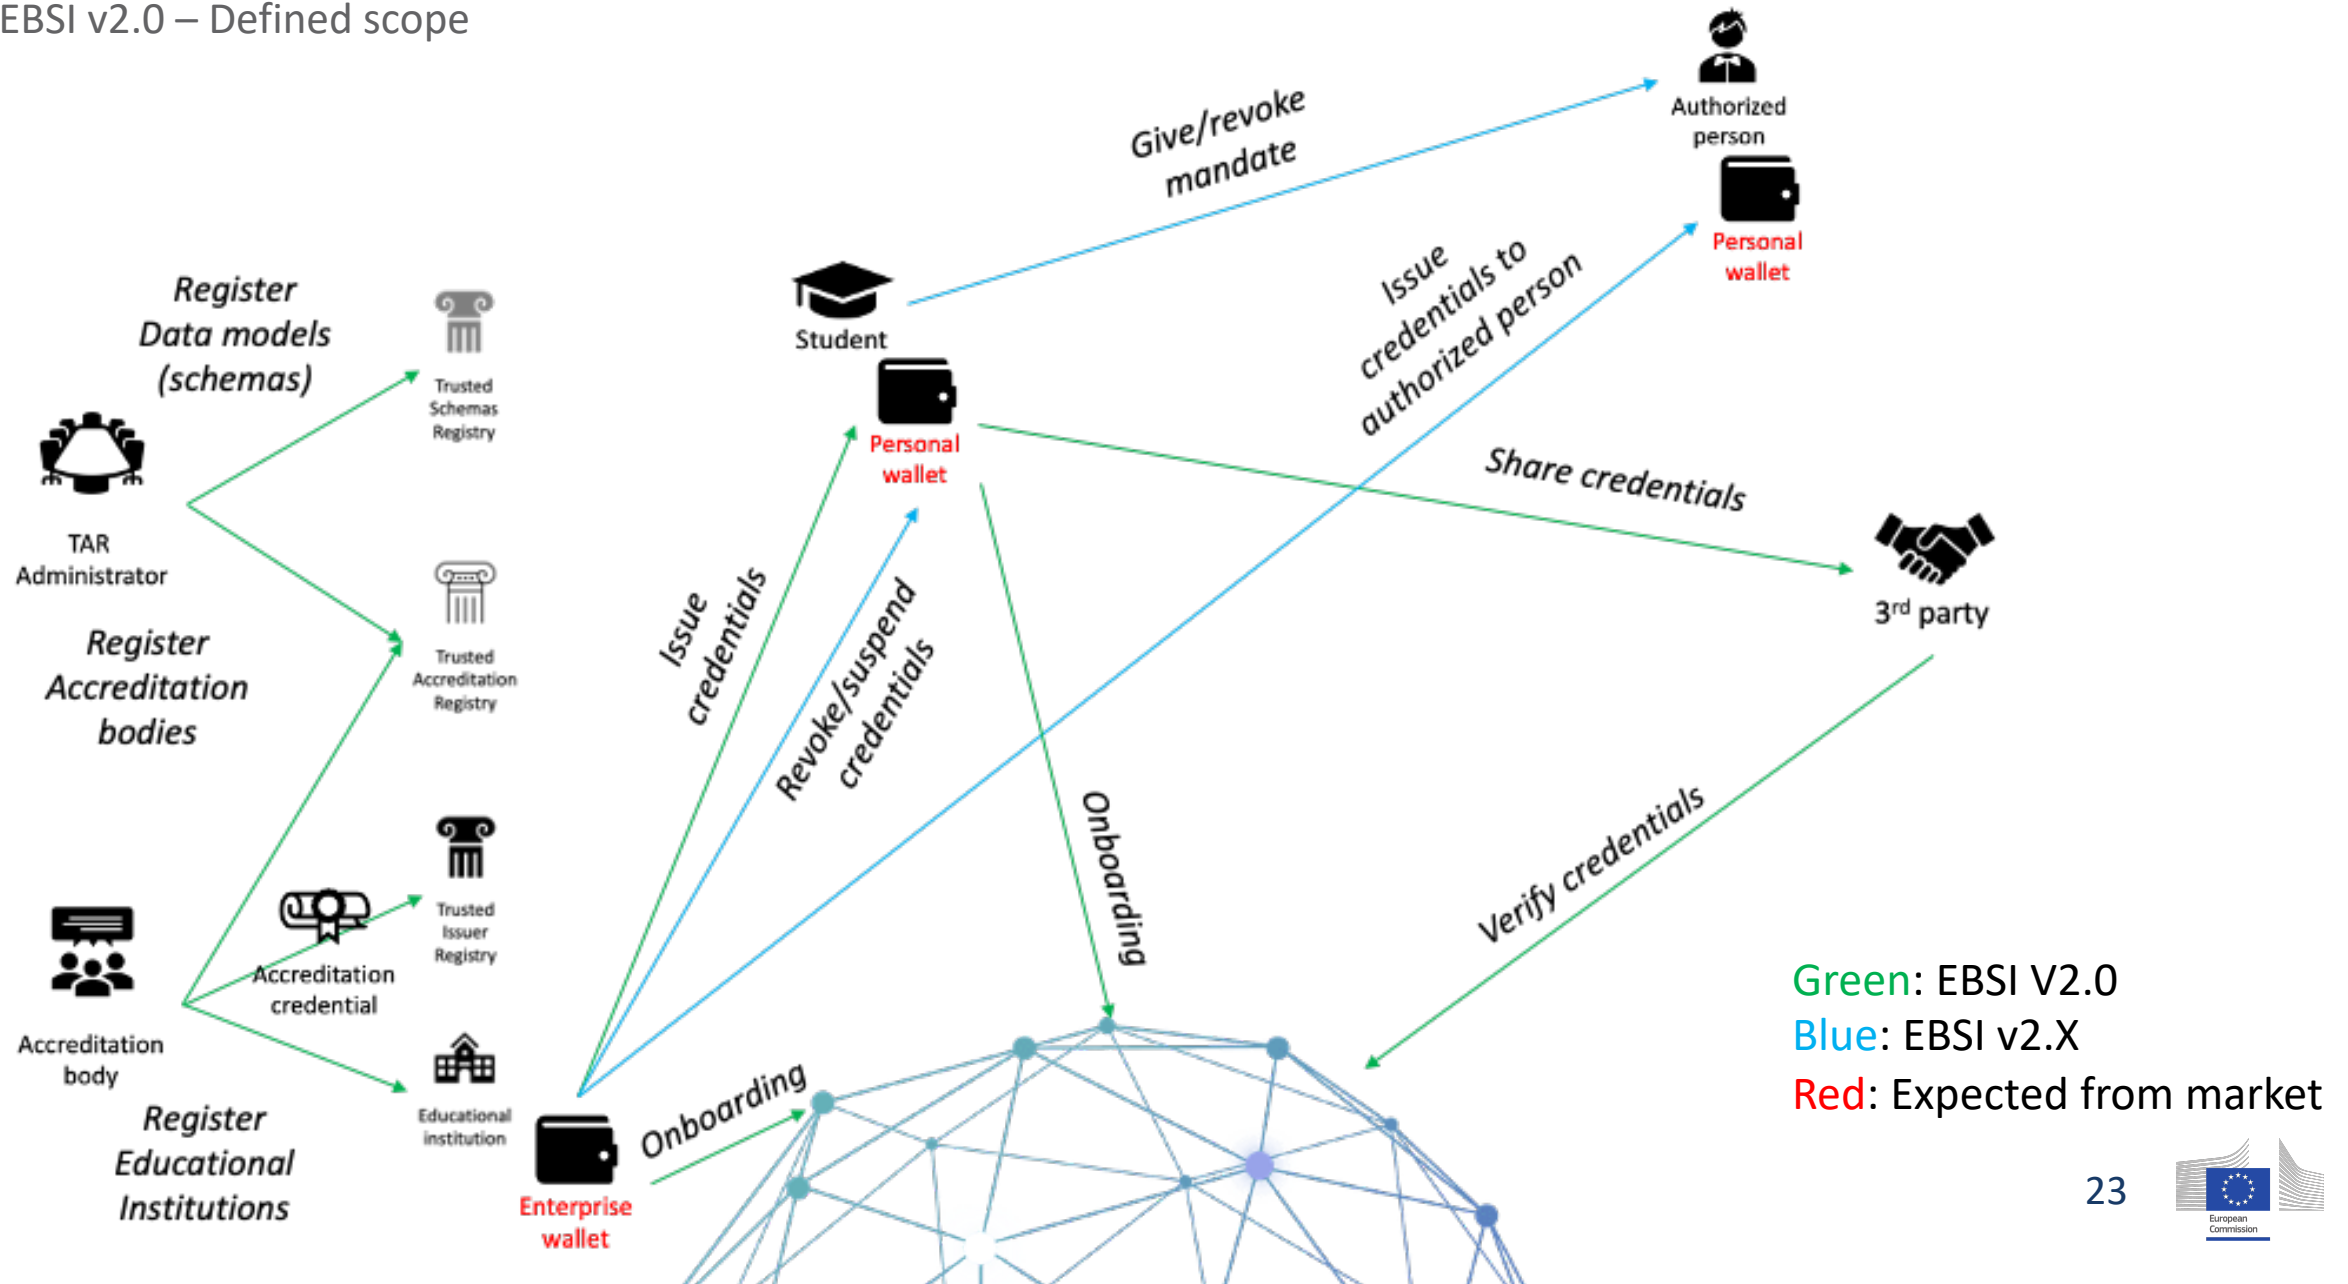 EBSI v2.0 – Defined scope
Authorized
person
Personal
wallet
Give/revoke
mandate
Issue
credentials to
authorized person
Student
Personal
wallet
Share credentials
3rd party
Register
Data models
(schemas)
Trusted
Schemas
Registry
TAR
Administrator
Register
Accreditation
bodies
Trusted
Accreditation
Registry
Issue
credentials
Revoke/suspend
credentials
Onboarding
Verify credentials
Trusted
Issuer
Registry
Accreditation
credential
Accreditation
body
Educational
institution
Register
Educational
Institutions
Enterprise
wallet
Onboarding
Green: EBSI V2.0
Blue: EBSI v2.X
Red: Expected from market
23
European
Commission